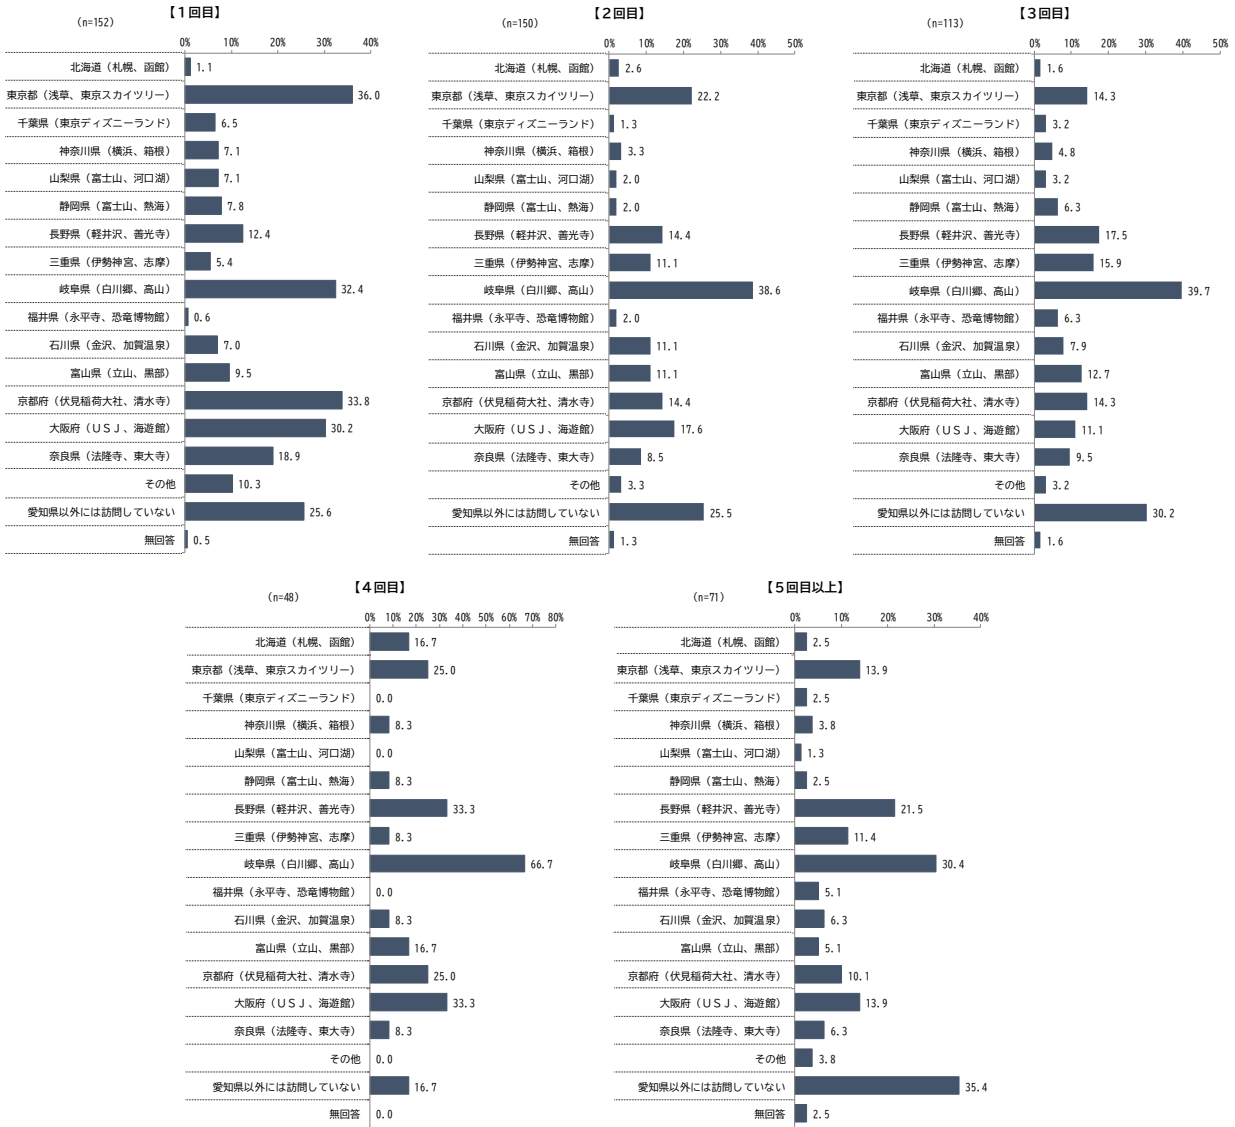 【1回目】
（n=152）
0% 10% 20% 30% 40%
北海道（札幌、函館） 1.1
東京都（浅草、東京スカイツリー） 36.0
千葉県（東京ディズニーランド） 6.5
神奈川県（横浜、箱根） 7.1
山梨県（富士山、河口湖） 7.1
静岡県（富士山、熱海） 7.8
長野県（軽井沢、善光寺） 12.4
三重県（伊勢神宮、志摩） 5.4
岐阜県（白川郷、高山） 32.4
福井県（永平寺、恐竜博物館） 0.6
石川県（金沢、加賀温泉） 7.0
富山県（立山、黒部） 9.5
京都府（伏見稲荷大社、清水寺） 33.8
大阪府（ＵＳＪ、海遊館） 30.2
奈良県（法隆寺、東大寺） 18.9
その他 10.3
愛知県以外には訪問していない 25.6
無回答 0.5
【2回目】
（n=150）
0% 10% 20% 30% 40% 50%
北海道（札幌、函館） 2.6
東京都（浅草、東京スカイツリー） 22.2
千葉県（東京ディズニーランド） 1.3
神奈川県（横浜、箱根） 3.3
山梨県（富士山、河口湖） 2.0
静岡県（富士山、熱海） 2.0
長野県（軽井沢、善光寺） 14.4
三重県（伊勢神宮、志摩） 11.1
岐阜県（白川郷、高山） 38.6
福井県（永平寺、恐竜博物館） 2.0
石川県（金沢、加賀温泉） 11.1
富山県（立山、黒部） 11.1
京都府（伏見稲荷大社、清水寺） 14.4
大阪府（ＵＳＪ、海遊館） 17.6
奈良県（法隆寺、東大寺） 8.5
その他 3.3
愛知県以外には訪問していない 25.5
無回答 1.3
【3回目】
（n=113）
0% 10% 20% 30% 40% 50%
北海道（札幌、函館） 1.6
東京都（浅草、東京スカイツリー） 14.3
千葉県（東京ディズニーランド） 3.2
神奈川県（横浜、箱根） 4.8
山梨県（富士山、河口湖） 3.2
静岡県（富士山、熱海） 6.3
長野県（軽井沢、善光寺） 17.5
三重県（伊勢神宮、志摩） 15.9
岐阜県（白川郷、高山） 39.7
福井県（永平寺、恐竜博物館） 6.3
石川県（金沢、加賀温泉） 7.9
富山県（立山、黒部） 12.7
京都府（伏見稲荷大社、清水寺） 14.3
大阪府（ＵＳＪ、海遊館） 11.1
奈良県（法隆寺、東大寺） 9.5
その他 3.2
愛知県以外には訪問していない 30.2
無回答 1.6
【4回目】
（n=48）
0% 10% 20% 30% 40% 50% 60% 70% 80%
北海道（札幌、函館） 16.7
東京都（浅草、東京スカイツリー） 25.0
千葉県（東京ディズニーランド） 0.0
神奈川県（横浜、箱根） 8.3
山梨県（富士山、河口湖） 0.0
静岡県（富士山、熱海） 8.3
長野県（軽井沢、善光寺） 33.3
三重県（伊勢神宮、志摩） 8.3
岐阜県（白川郷、高山） 66.7
福井県（永平寺、恐竜博物館） 0.0
石川県（金沢、加賀温泉） 8.3
富山県（立山、黒部） 16.7
京都府（伏見稲荷大社、清水寺） 25.0
大阪府（ＵＳＪ、海遊館） 33.3
奈良県（法隆寺、東大寺） 8.3
その他 0.0
愛知県以外には訪問していない 16.7
無回答 0.0
【5回目以上】
（n=71）
0% 10% 20% 30% 40%
北海道（札幌、函館） 2.5
東京都（浅草、東京スカイツリー） 13.9
千葉県（東京ディズニーランド） 2.5
神奈川県（横浜、箱根） 3.8
山梨県（富士山、河口湖） 1.3
静岡県（富士山、熱海） 2.5
長野県（軽井沢、善光寺） 21.5
三重県（伊勢神宮、志摩） 11.4
岐阜県（白川郷、高山） 30.4
福井県（永平寺、恐竜博物館） 5.1
石川県（金沢、加賀温泉） 6.3
富山県（立山、黒部） 5.1
京都府（伏見稲荷大社、清水寺） 10.1
大阪府（ＵＳＪ、海遊館） 13.9
奈良県（法隆寺、東大寺） 6.3
その他 3.8
愛知県以外には訪問していない 35.4
無回答 2.5